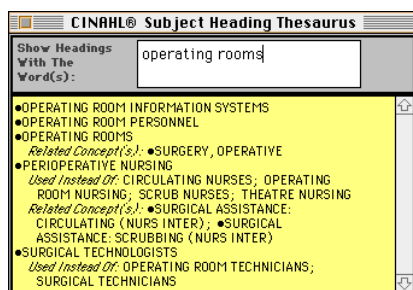 CINAHL® Subject Heading Thesaurus
Show Headings
With The
Word(s):
operating rooms
●OPERATING ROOM INFORMATION SYSTEMS
●OPERATING ROOM PERSONNEL
●OPERATING ROOMS
Related Concept(s): ●SURGERY, OPERATIVE
●PERIOPERATIVE NURSING
Used Instead Of: CIRCULATING NURSES; OPERATING
ROOM NURSING; SCRUB NURSES; THEATRE NURSING
Related Concept(s): ●SURGICAL ASSISTANCE:
CIRCULATING (NURS INTER); ●SURGICAL
ASSISTANCE: SCRUBBING (NURS INTER)
●SURGICAL TECHNOLOGISTS
Used Instead Of: OPERATING ROOM TECHNICIANS;
SURGICAL TECHNICIANS